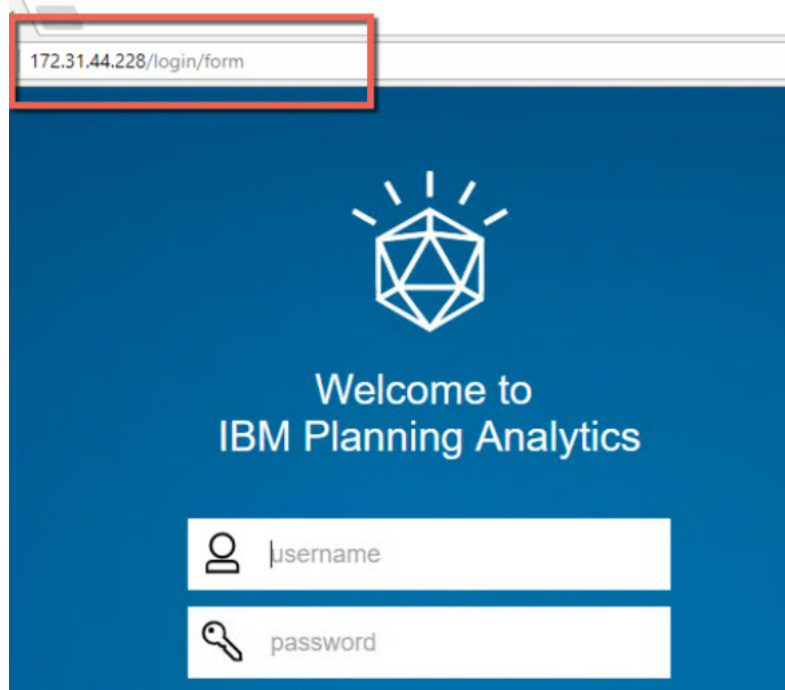 172.31.44.228/login/form
Welcome to
IBM Planning Analytics
username
password